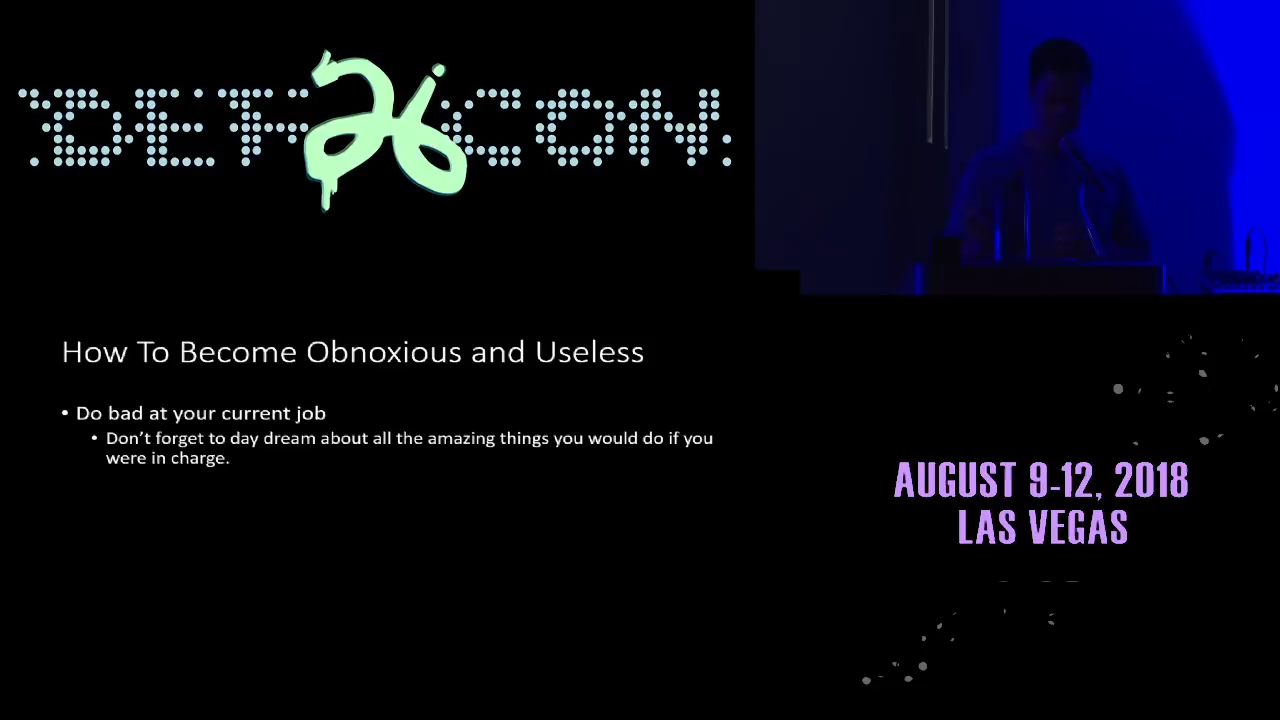 DEF 26 CON
How To Become Obnoxious and Useless
• Do bad at your current job
• Don't forget to day dream about all the amazing things you would do if you
were in charge.
AUGUST 9-12, 2018
LAS VEGAS